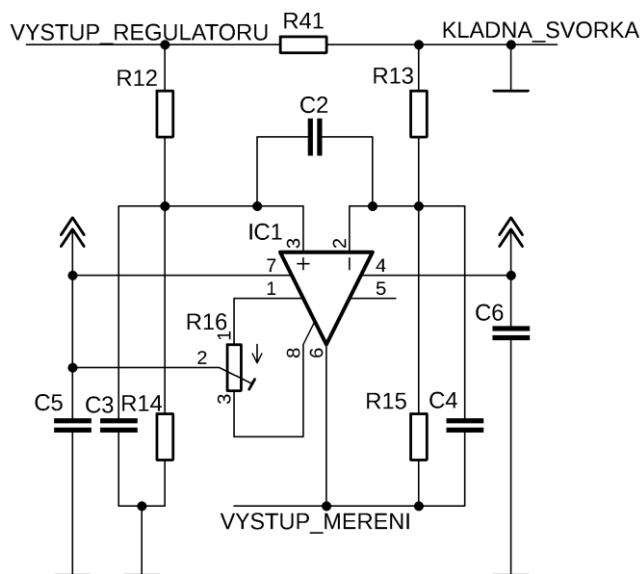 R41
VYSTUP_REGULATORU
KLADNA_SVORKA
R12
R13
C2
IC1
3
2
+
−
7
4
1
5
R16
1
2
8
6
3
C6
C5
C3
R14
R15
C4
VYSTUP_MERENI